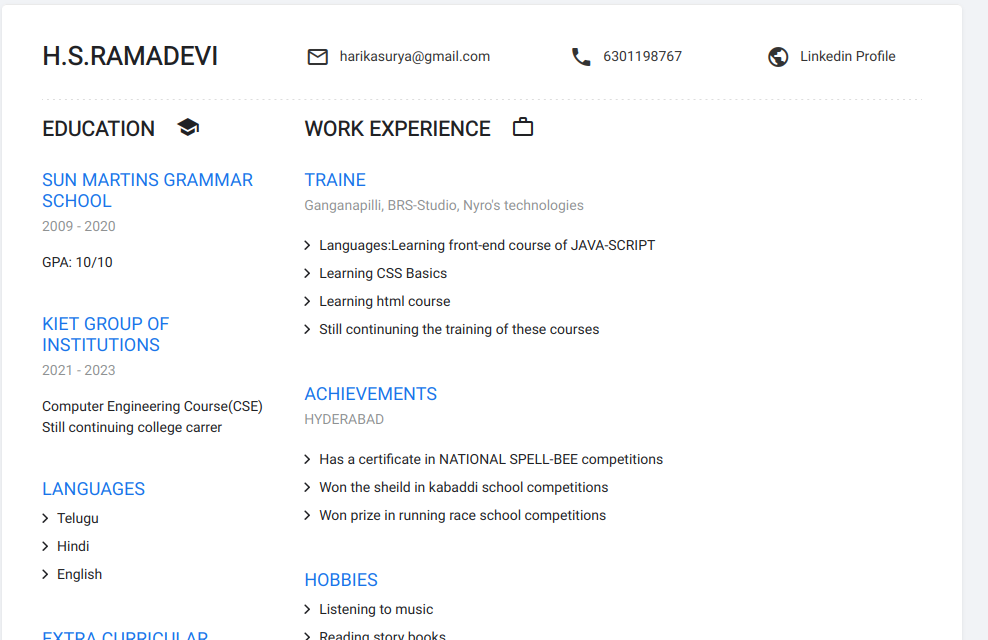 H.S.RAMADEVI
harikasurya@gmail.com
6301198767
Linkedin Profile
EDUCATION
SUN MARTINS GRAMMAR
SCHOOL
2009 - 2020
GPA: 10/10
KIET GROUP OF
INSTITUTIONS
2021 - 2023
Computer Engineering Course(CSE)
Still continuing college carrer
LANGUAGES
Telugu
Hindi
English
EXTRA CURRICULAR
WORK EXPERIENCE
TRAINE
Ganganapilli, BRS-Studio, Nyro's technologies
Languages:Learning front-end course of JAVA-SCRIPT
Learning CSS Basics
Learning html course
Still continuning the training of these courses
ACHIEVEMENTS
HYDERABAD
Has a certificate in NATIONAL SPELL-BEE competitions
Won the sheild in kabaddi school competitions
Won prize in running race school competitions
HOBBIES
Listening to music
Reading story books